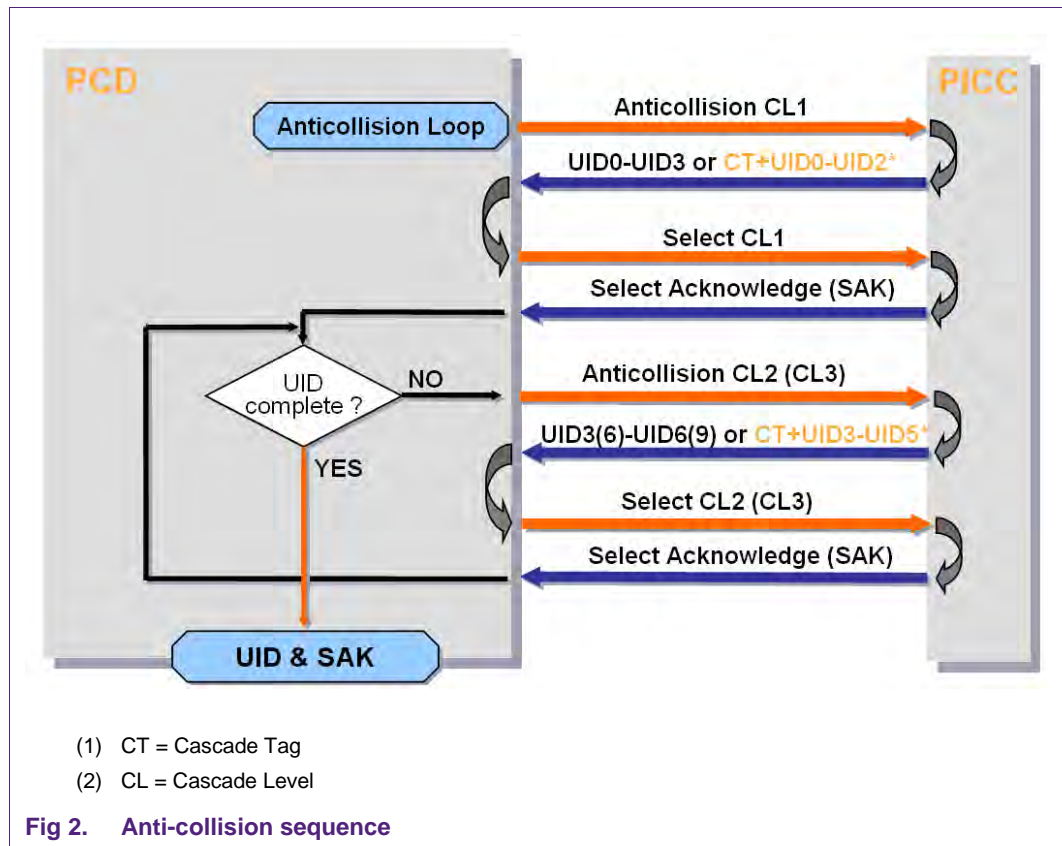 PCD
PICC
Anticollision Loop
Anticollision CL1
UID0-UID3 or CT+UID0-UID2*
Select CL1
Select Acknowledge (SAK)
UID complete ?
NO
YES
Anticollision CL2 (CL3)
UID3(6)-UID6(9) or CT+UID3-UID5*
Select CL2 (CL3)
Select Acknowledge (SAK)
UID & SAK
(1) CT = Cascade Tag
(2) CL = Cascade Level
Fig 2. Anti-collision sequence